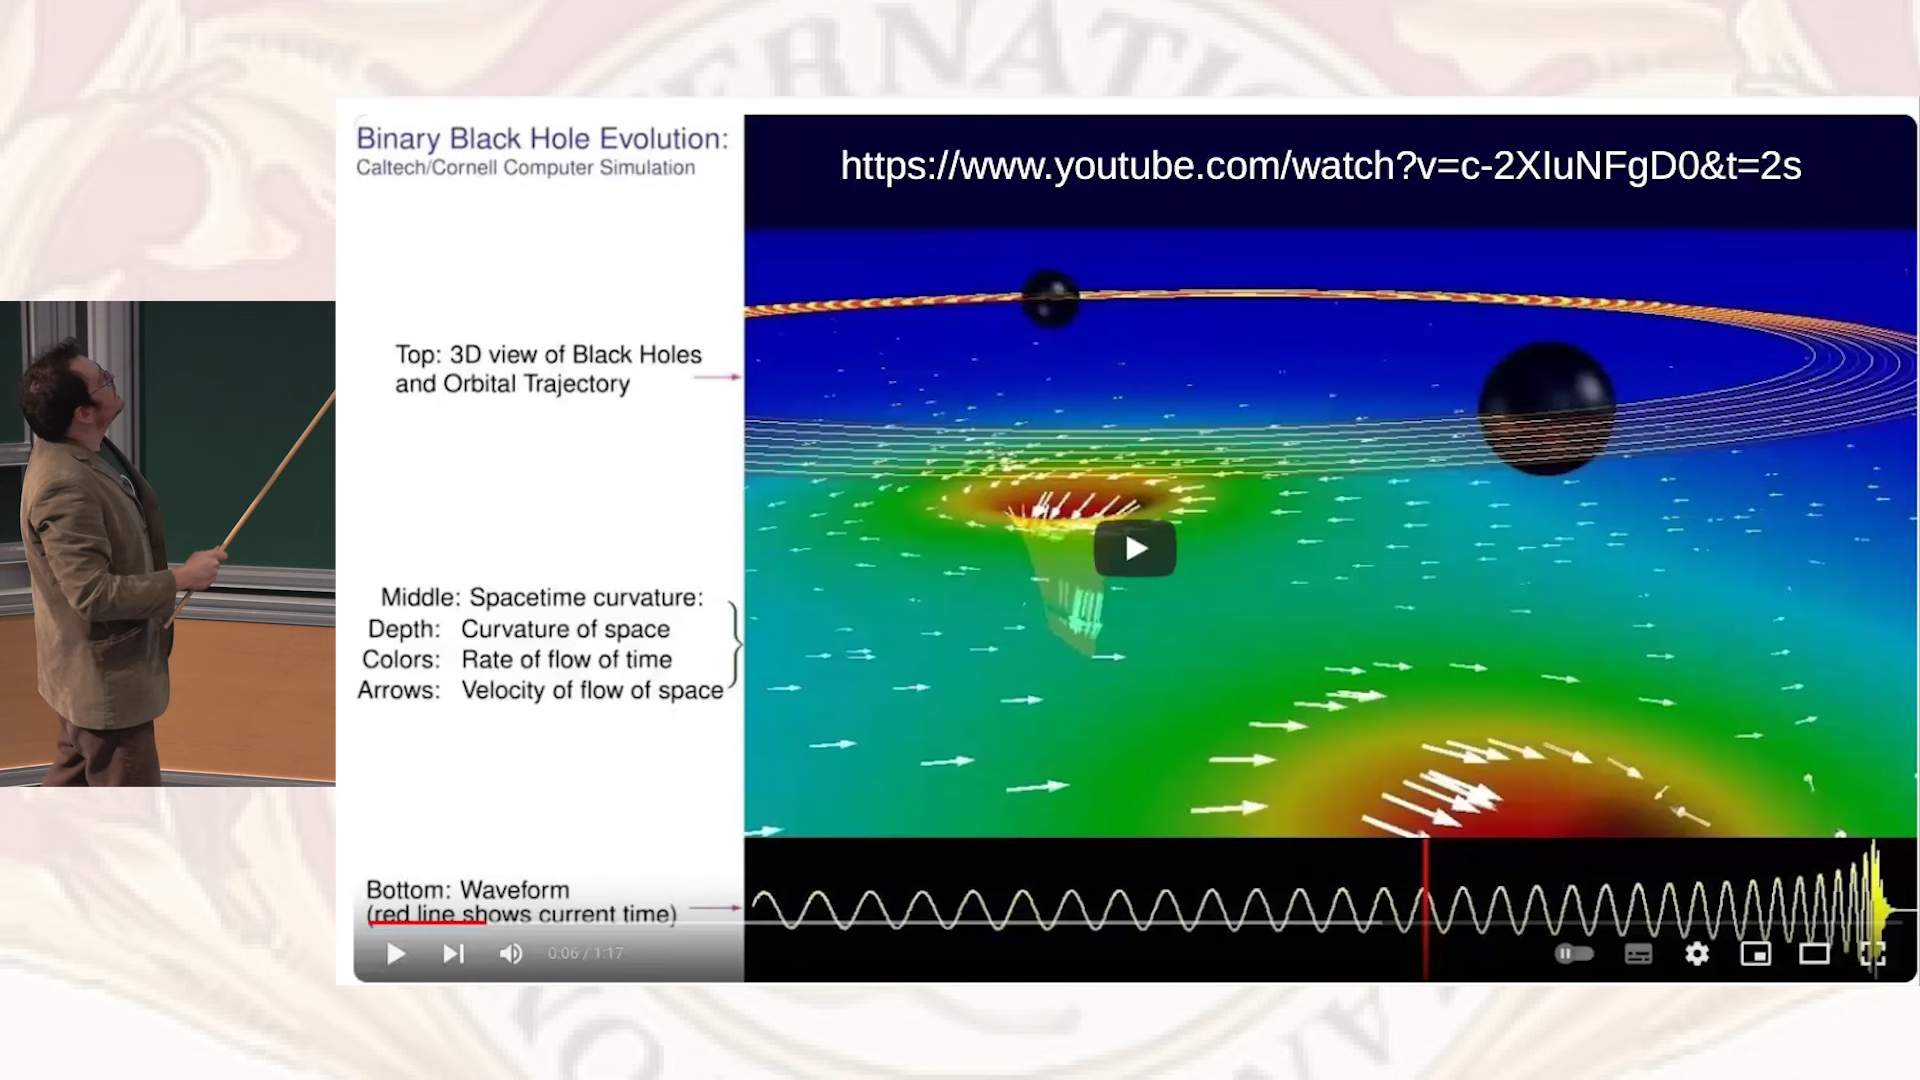 ERNATI
Binary Black Hole Evolution:
Caltech/Cornell Computer Simulation
https://www.youtube.com/watch?v=c-2XIuNFgD0&t=2s
Top: 3D view of Black Holes
and Orbital Trajectory
Middle: Spacetime curvature:
Depth: Curvature of space
Colors: Rate of flow of time
Arrows: Velocity of flow of space
Bottom: Waveform
(red line shows current time)
0:06 / 1:17